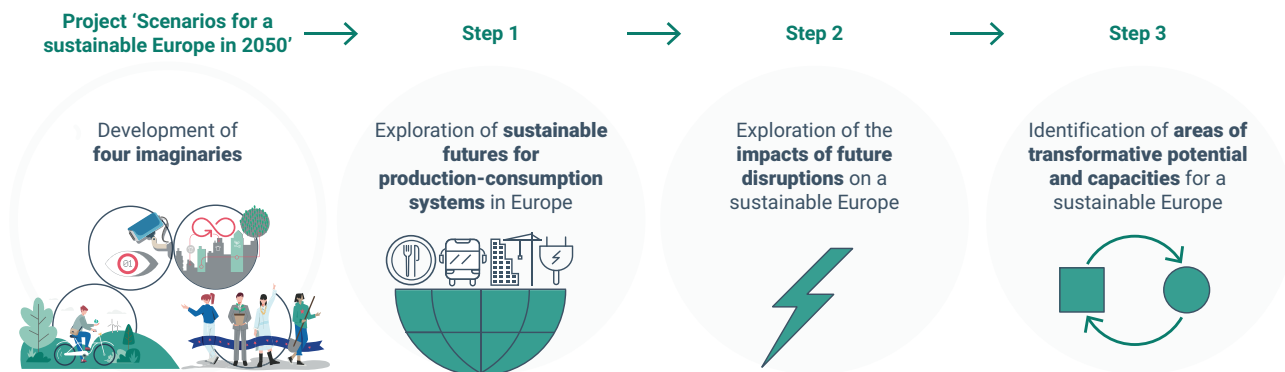 Project ‘Scenarios for a
sustainable Europe in 2050’
Step 1
Step 2
Step 3
Development of
four imaginaries
01
Exploration of sustainable
futures for
production-consumption
systems in Europe
Exploration of the
impacts of future
disruptions on a
sustainable Europe
Identification of areas of
transformative potential
and capacities for a
sustainable Europe